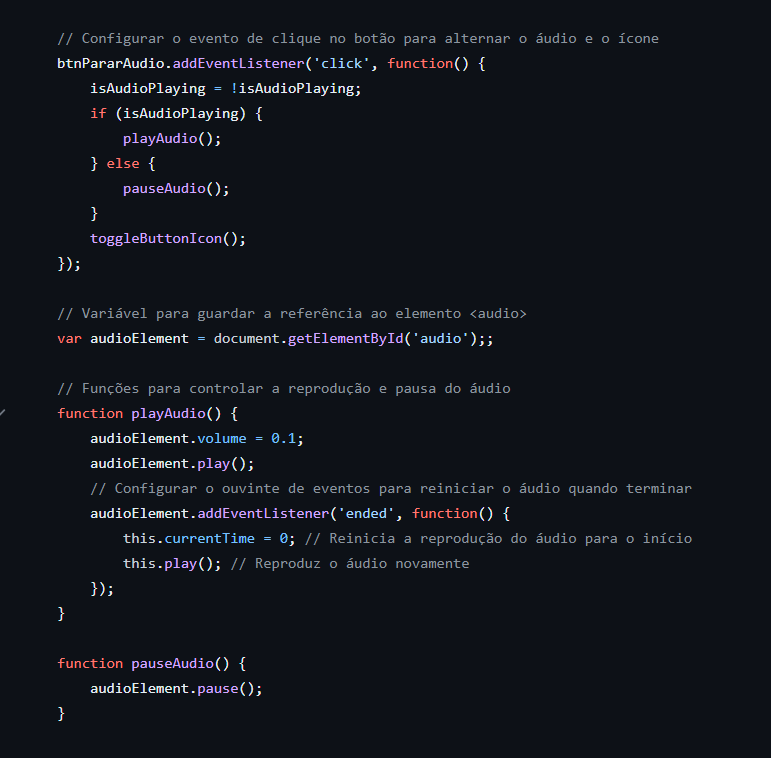 // Configurar o evento de clique no botão para alternar o áudio e o ícone
btnPararAudio.addEventListener('click', function() {
    isAudioPlaying = !isAudioPlaying;
    if (isAudioPlaying) {
        playAudio();
    } else {
        pauseAudio();
    }
    toggleButtonIcon();
});

// Variável para guardar a referência ao elemento <audio>
var audioElement = document.getElementById('audio');;

// Funções para controlar a reprodução e pausa do áudio
function playAudio() {
    audioElement.volume = 0.1;
    audioElement.play();
    // Configurar o ouvinte de eventos para reiniciar o áudio quando terminar
    audioElement.addEventListener('ended', function() {
        this.currentTime = 0; // Reinicia a reprodução do áudio para o início
        this.play(); // Reproduz o áudio novamente
    });
}

function pauseAudio() {
    audioElement.pause();
}